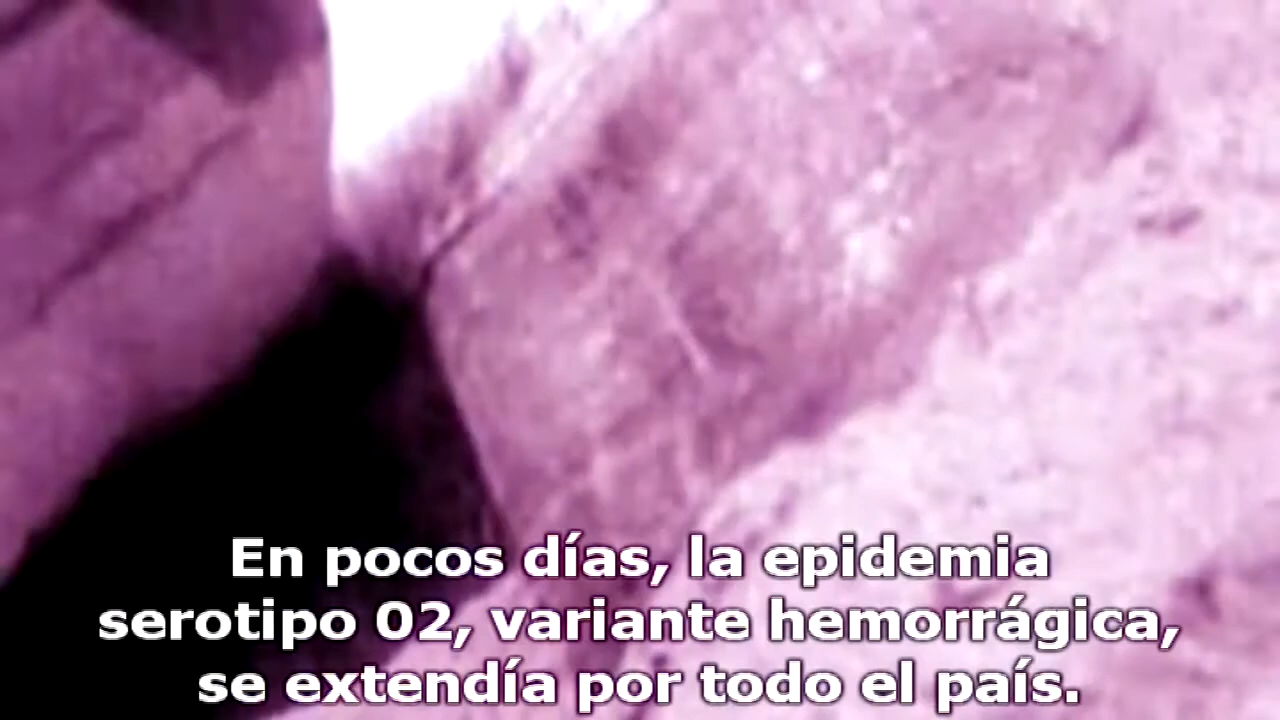 En pocos días, la epidemia
serotipo 02, variante hemorrágica,
se extendía por todo el país.